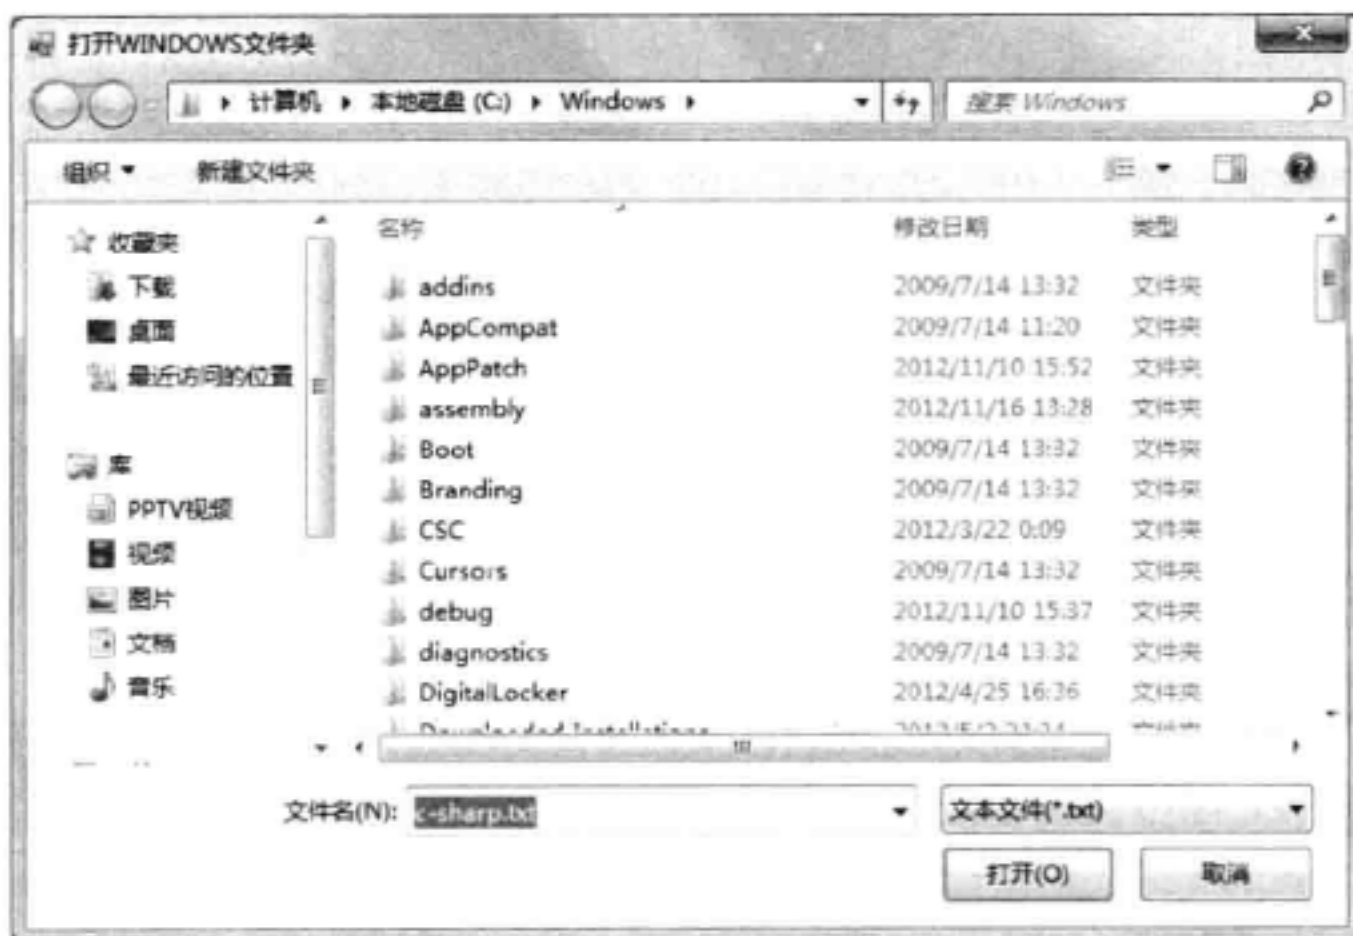 打开WINDOWS文件夹
计算机 本地磁盘 (C:) Windows 搜索 Windows
组织 新建文件夹
名称 修改日期 类型
收藏夹
下载
桌面
最近访问的位置
库
PPTV视频
视频
图片
文档
音乐
addins 2009/7/14 13:32 文件夹
AppCompat 2009/7/14 11:20 文件夹
AppPatch 2012/11/10 15:52 文件夹
assembly 2012/11/16 13:28 文件夹
Boot 2009/7/14 13:32 文件夹
Branding 2009/7/14 13:32 文件夹
CSC 2012/3/22 0:09 文件夹
Cursors 2009/7/14 13:32 文件夹
debug 2012/11/10 15:37 文件夹
diagnostics 2009/7/14 13:32 文件夹
DigitalLocker 2012/4/25 16:36 文件夹
文件名(N): c-sharp.txt 文本文件(*.txt)
打开(O) 取消